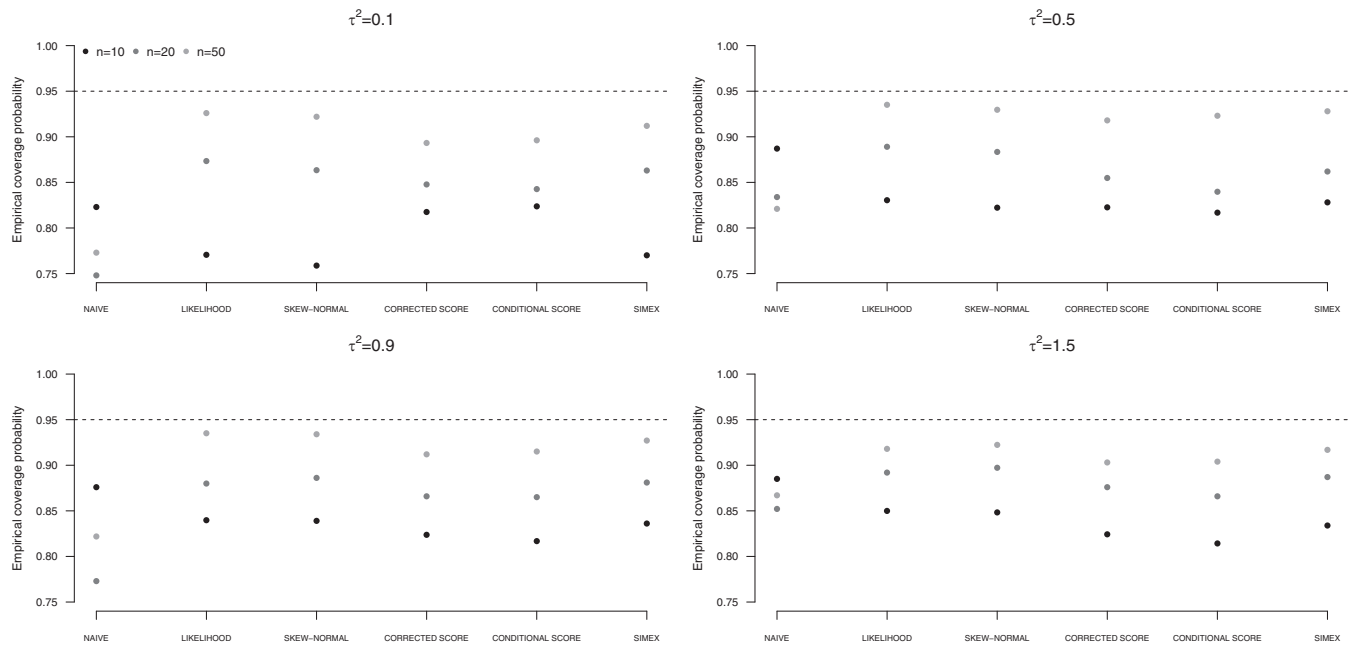 τ²=0.1
1.00
0.95
0.90
0.85
0.80
0.75
Empirical coverage probability
n=10 n=20 n=50
NAIVE LIKELIHOOD SKEW−NORMAL CORRECTED SCORE CONDITIONAL SCORE SIMEX
τ²=0.5
1.00
0.95
0.90
0.85
0.80
0.75
Empirical coverage probability
NAIVE LIKELIHOOD SKEW−NORMAL CORRECTED SCORE CONDITIONAL SCORE SIMEX
τ²=0.9
1.00
0.95
0.90
0.85
0.80
0.75
Empirical coverage probability
NAIVE LIKELIHOOD SKEW−NORMAL CORRECTED SCORE CONDITIONAL SCORE SIMEX
τ²=1.5
1.00
0.95
0.90
0.85
0.80
0.75
Empirical coverage probability
NAIVE LIKELIHOOD SKEW−NORMAL CORRECTED SCORE CONDITIONAL SCORE SIMEX